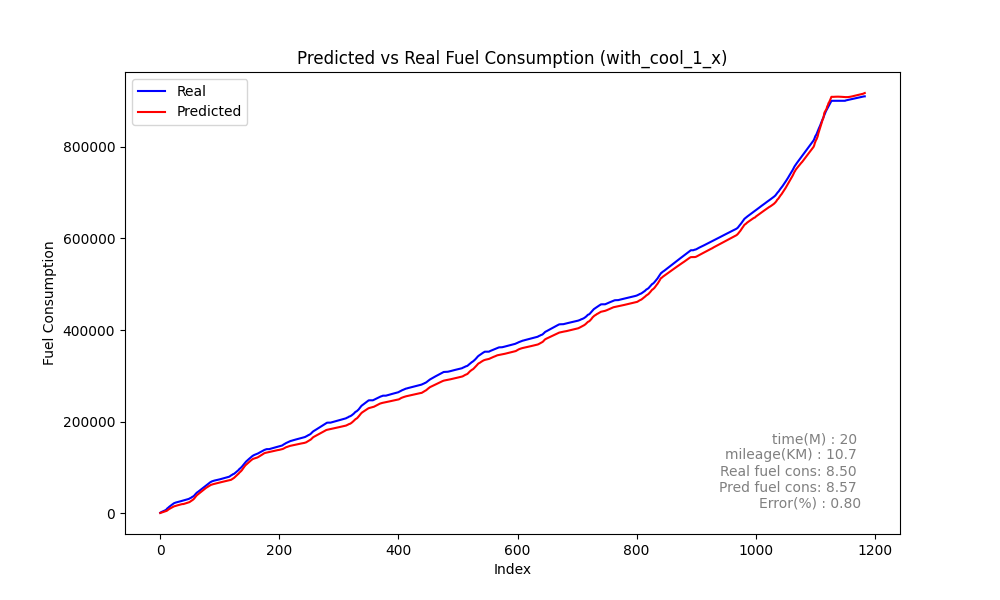 Predicted vs Real Fuel Consumption (with_cool_1_x)
Real
Predicted
Fuel Consumption
800000
600000
400000
200000
0
time(M) : 20
mileage(KM) : 10.7
Real fuel cons: 8.50
Pred fuel cons: 8.57
Error(%) : 0.80
0 200 400 600 800 1000 1200
Index